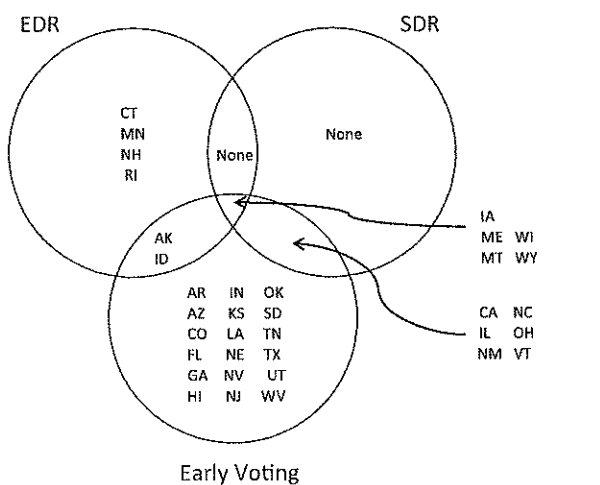 EDR SDR
CT
MN
NH
RI
None
None
AK
ID
IA
ME WI
MT WY
AR IN OK
AZ KS SD
CO LA TN
FL NE TX
GA NV UT
HI NJ WV
CA NC
IL OH
NM VT
Early Voting